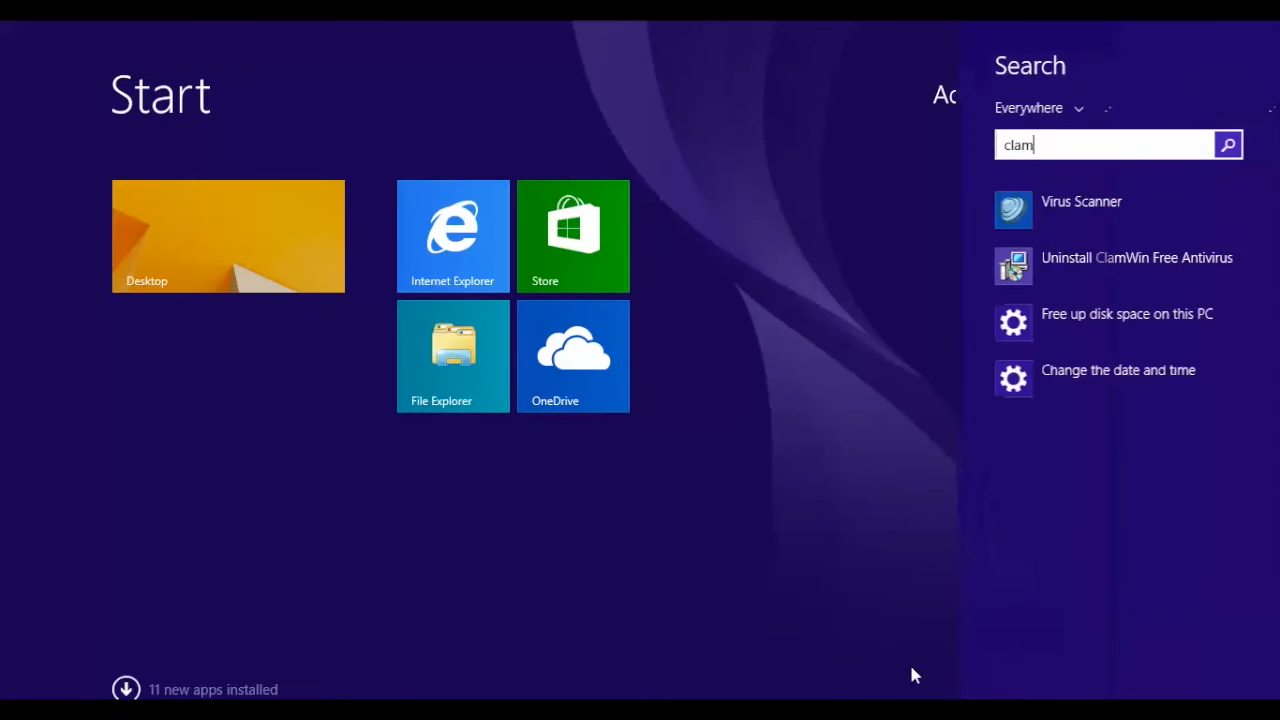 Start
Ac
Search
Everywhere
clam
Virus Scanner
Uninstall ClamWin Free Antivirus
Free up disk space on this PC
Change the date and time
Desktop
Internet Explorer
Store
File Explorer
OneDrive
11 new apps installed